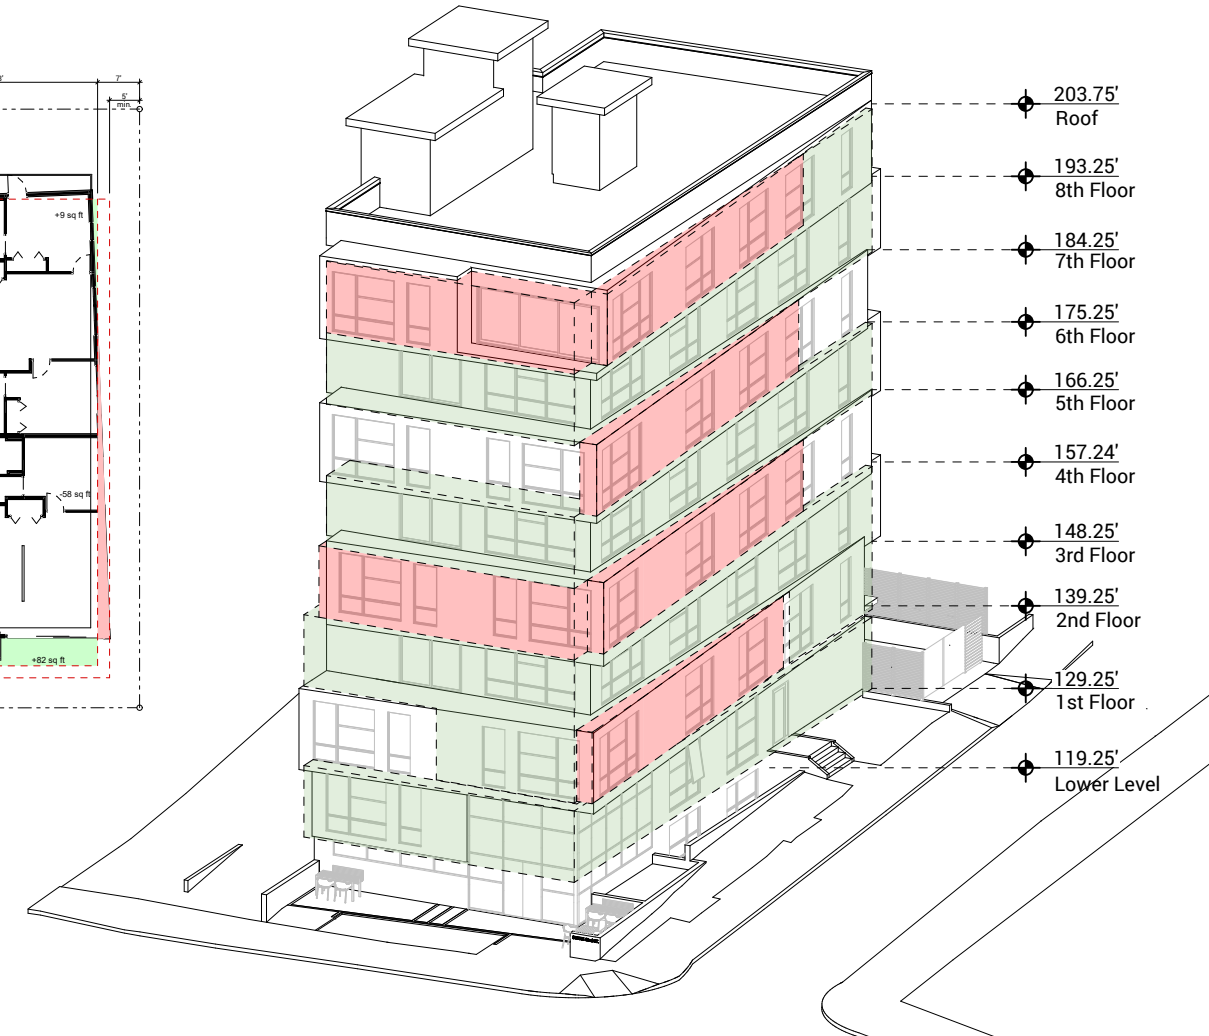 7'
5'
min.
+9 sq ft
-58 sq ft
+82 sq ft
203.75'
Roof
193.25'
8th Floor
184.25'
7th Floor
175.25'
6th Floor
166.25'
5th Floor
157.24'
4th Floor
148.25'
3rd Floor
139.25'
2nd Floor
129.25'
1st Floor
119.25'
Lower Level